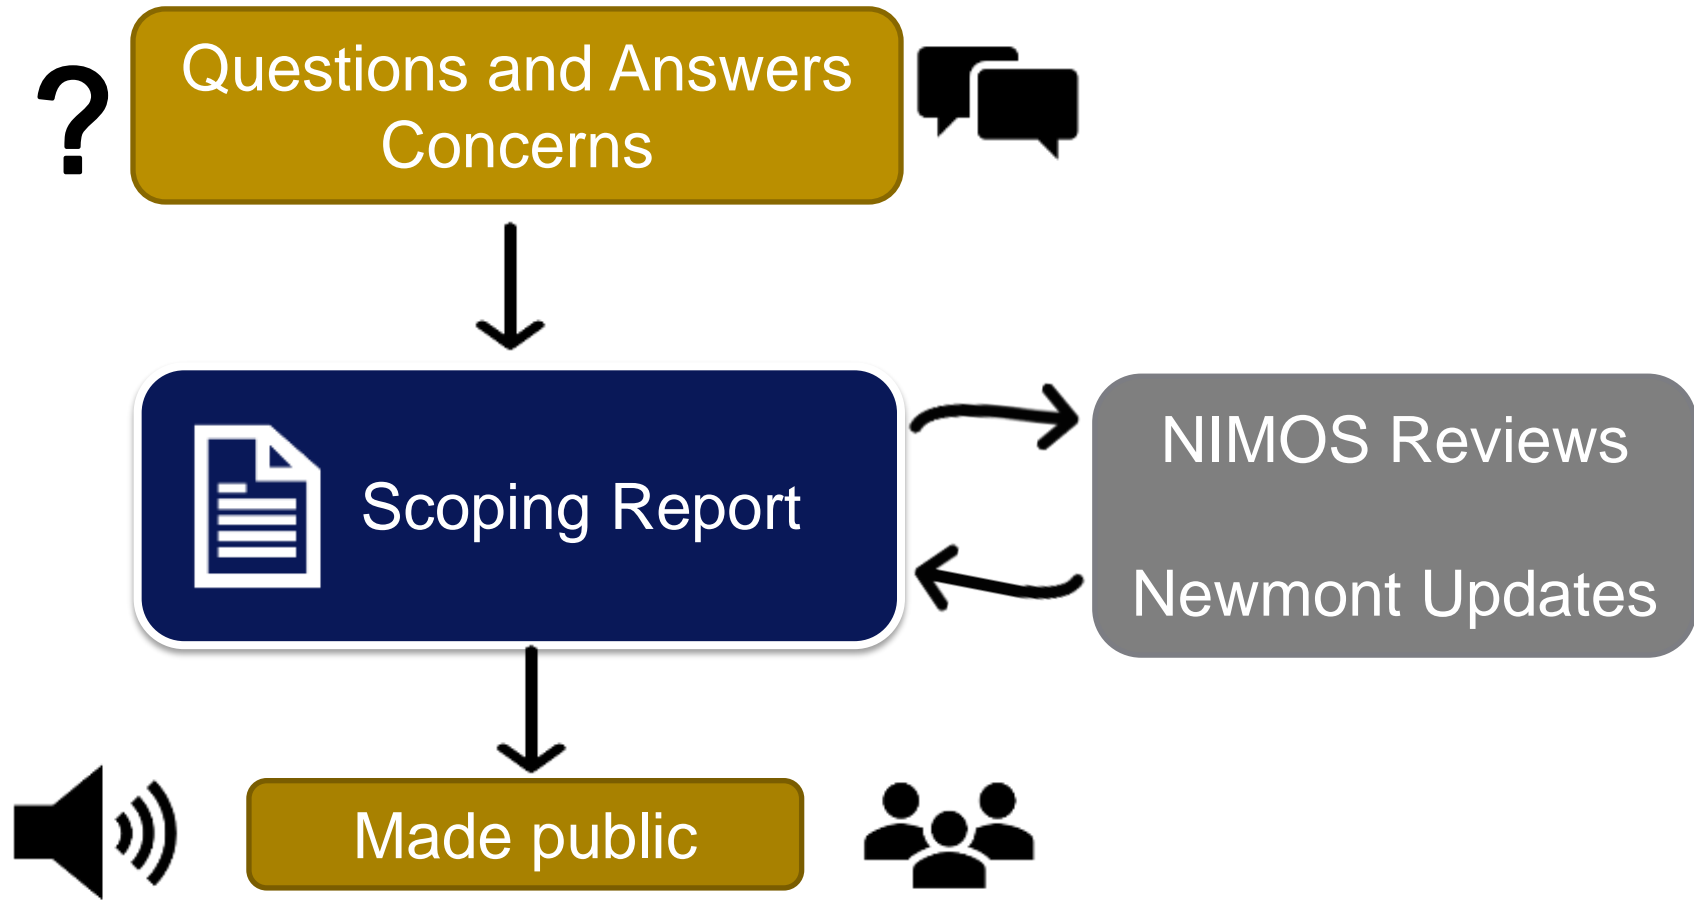 Questions and Answers
Concerns
Scoping Report
NIMOS Reviews
Newmont Updates
Made public